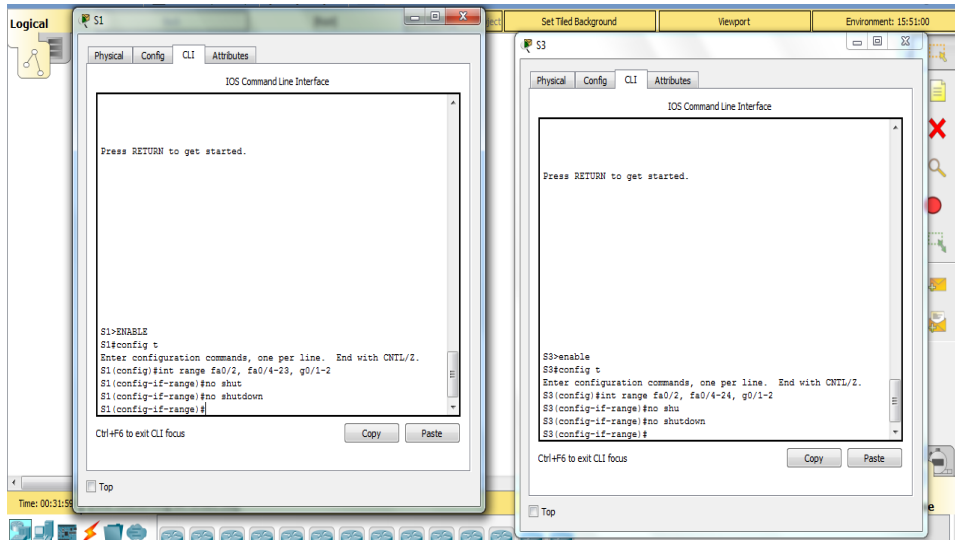 Logical
S1
ject
Set Tiled Background
Viewport
Environment: 15:51:00
Physical Config CLI Attributes
IOS Command Line Interface
Press RETURN to get started.
S1>ENABLE
S1#config t
Enter configuration commands, one per line. End with CNTL/Z.
S1(config)#int range fa0/2, fa0/4-23, g0/1-2
S1(config-if-range)#no shut
S1(config-if-range)#no shutdown
S1(config-if-range)#
Ctrl+F6 to exit CLI focus
Copy
Paste
Top
S3
Physical Config CLI Attributes
IOS Command Line Interface
Press RETURN to get started.
S3>enable
S3#config t
Enter configuration commands, one per line. End with CNTL/Z.
S3(config)#int range fa0/2, fa0/4-24, g0/1-2
S3(config-if-range)#no shu
S3(config-if-range)#no shutdown
S3(config-if-range)#
Ctrl+F6 to exit CLI focus
Copy
Paste
Top
Time: 00:31:59
e